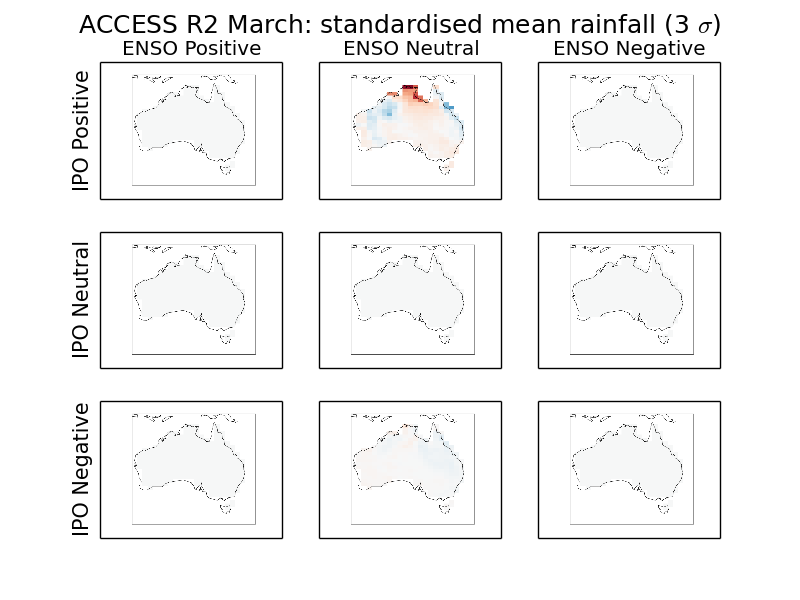 ACCESS R2 March: standardised mean rainfall (3 σ)
ENSO Positive ENSO Neutral ENSO Negative
IPO Positive
IPO Neutral
IPO Negative